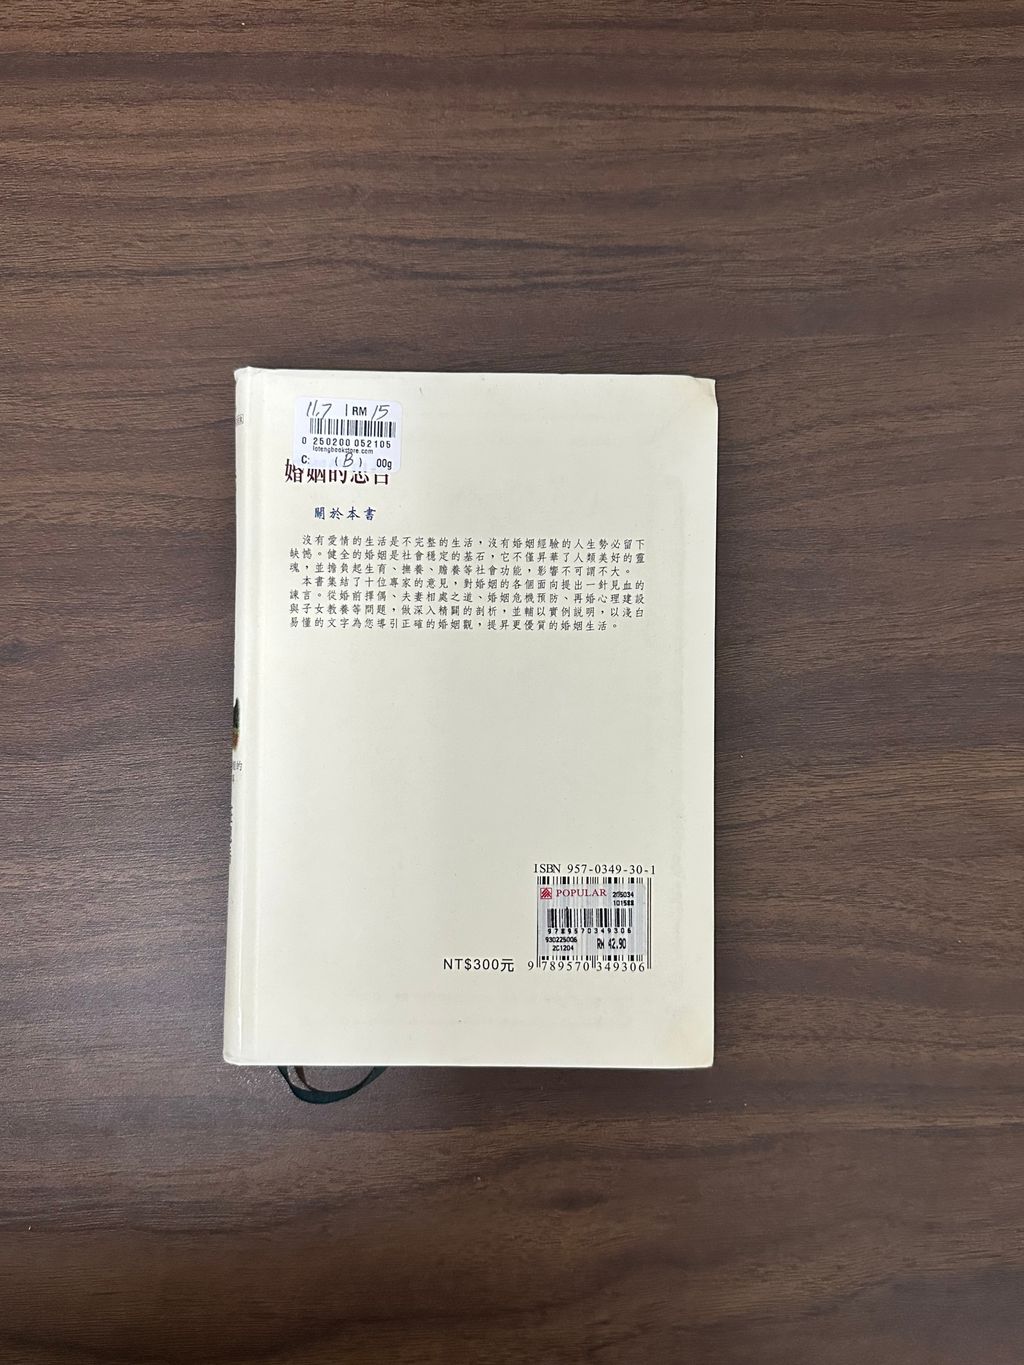 11.7 | RM 15
0 250200 052105
lotengbookstore.com
C: (B) 00g
婚姻的忠告
關於本書
沒有愛情的生活是不完整的生活，沒有婚姻經驗的人生勢必留下
缺憾。健全的婚姻是社會穩定的基石，它不僅昇華了人類美好的靈
魂，並擔負起生育、撫養、贍養等社會功能，影響不可謂不大。
本書集結了十位專家的意見，對婚姻的各個面向提出一針見血的
諫言。從婚前擇偶、夫妻相處之道、婚姻危機預防、再婚心理建設
與子女教養等問題，做深入精闢的剖析，並輔以實例說明，以淺白
易懂的文字為您導引正確的婚姻觀，提昇更優質的婚姻生活。
ISBN 957-0349-30-1
POPULAR
101588
9789570349306
930225006
RM 42.90
201204
NT$300元
9 789570 349306